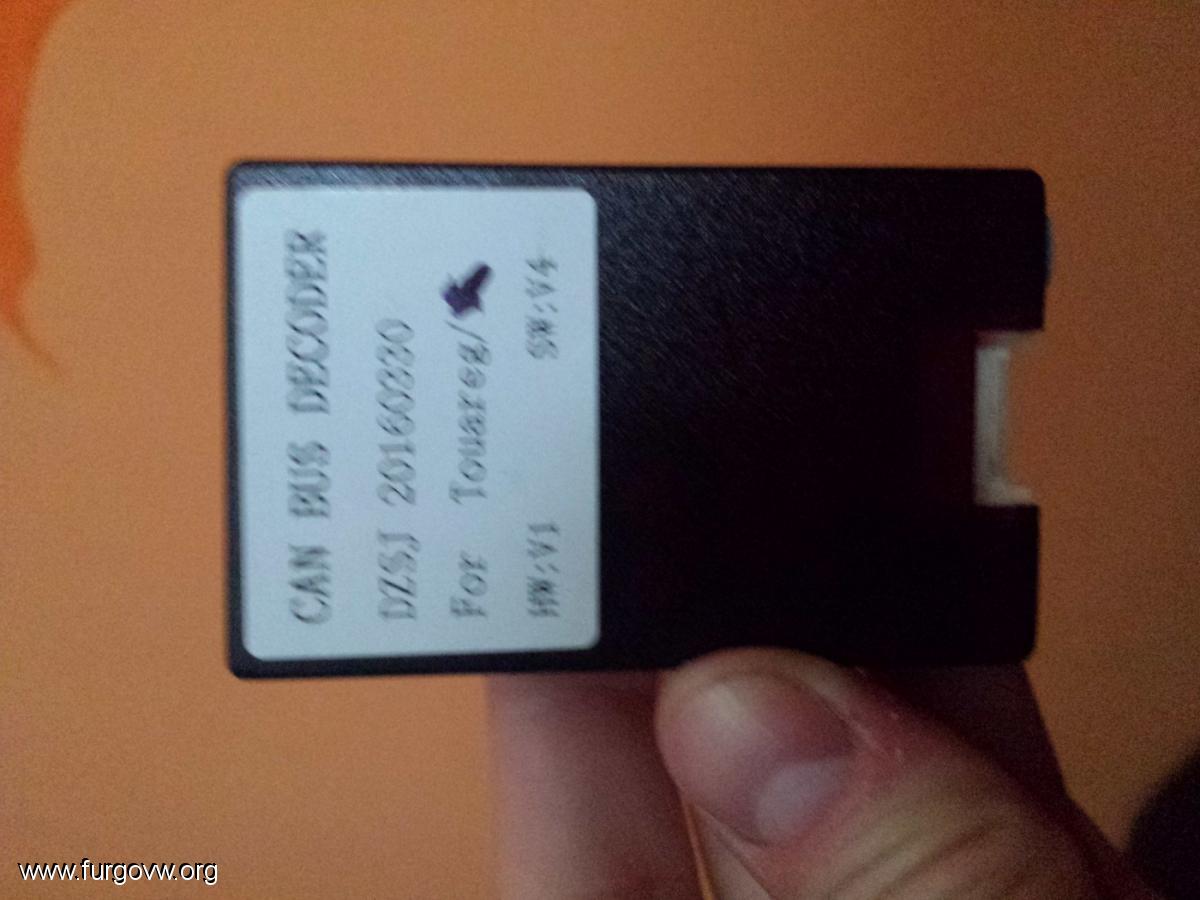 CAN BUS DECODER
DZSJ 20160330
For Touareg/
HW:V1 SW:V4
www.furgovw.org